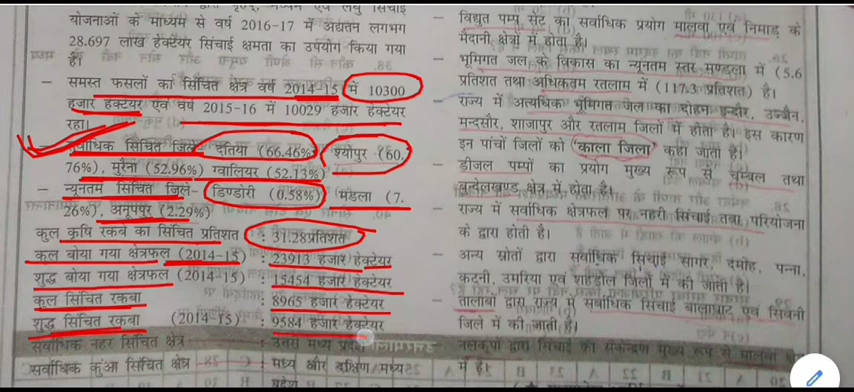 योजनाओं के माध्यम से वर्ष 2016-17 में अद्यतन लगभग
28.697 लाख हेक्टेयर सिंचाई क्षमता का उपयोग किया गया
है।
– समस्त फसलों का सिंचित क्षेत्र वर्ष 2014-15 में 10300
हजार हेक्टेयर एवं वर्ष 2015-16 में 10029 हजार हेक्टेयर
रहा।
सर्वाधिक सिंचित जिले– दतिया (66.46%) श्योपुर (60.
76%), मुरैना (52.96%) ग्वालियर (52.13%)
– न्यूनतम सिंचित जिले– डिण्डोरी (0.58%) मंडला (7.
26%), अनूपपुर (2.29%)
कुल कृषि रकबे का सिंचित प्रतिशत : 31.28प्रतिशत
कुल बोया गया क्षेत्रफल (2014-15) : 23913 हजार हेक्टेयर
शुद्ध बोया गया क्षेत्रफल (2014-15) : 15454 हजार हेक्टेयर
कुल सिंचित रकबा : 8965 हजार हेक्टेयर
शुद्ध सिंचित रकबा (2014-15) : 9584 हजार हेक्टेयर
सर्वाधिक नहर सिंचित क्षेत्र : उत्तर मध्य प्रदेश
सर्वाधिक कुंआ सिंचित क्षेत्र : मध्य और दक्षिण मध्य
प्रदेश
– विद्युत पम्प सेट का सर्वाधिक प्रयोग मालवा एवं निमाड़ के
मैदानी क्षेत्रों में होता है।
– भूमिगत जल के विकास का न्यूनतम स्तर मण्डला में (5.6
प्रतिशत तथा अधिकतम रतलाम में (117.3 प्रतिशत) है।
– राज्य में अत्यधिक भूमिगत जल का दोहन इन्दौर, उज्जैन,
मन्दसौर, शाजापुर और रतलाम जिलों में होता है। इस कारण
इन पांचों जिलों को 'काला जिला' कहा जाता है।
– डीजल पम्पों का प्रयोग मुख्य रूप से चम्बल तथा
बुन्देलखण्ड क्षेत्र में होता है।
– राज्य में सर्वाधिक क्षेत्रफल पर नहरी सिंचाई तवा परियोजना
के द्वारा होती है।
– अन्य स्रोतों द्वारा सर्वाधिक सिंचाई सागर, दमोह, पन्ना,
कटनी, उमरिया एवं शहडोल जिलों में की जाती है।
– तालाबों द्वारा राज्य में सर्वाधिक सिंचाई बालाघाट एवं सिवनी
जिले में की जाती है।
– नलकूपों द्वारा सिंचाई का संकेन्द्रण मुख्य रूप से मालवा क्षेत्र
में है।